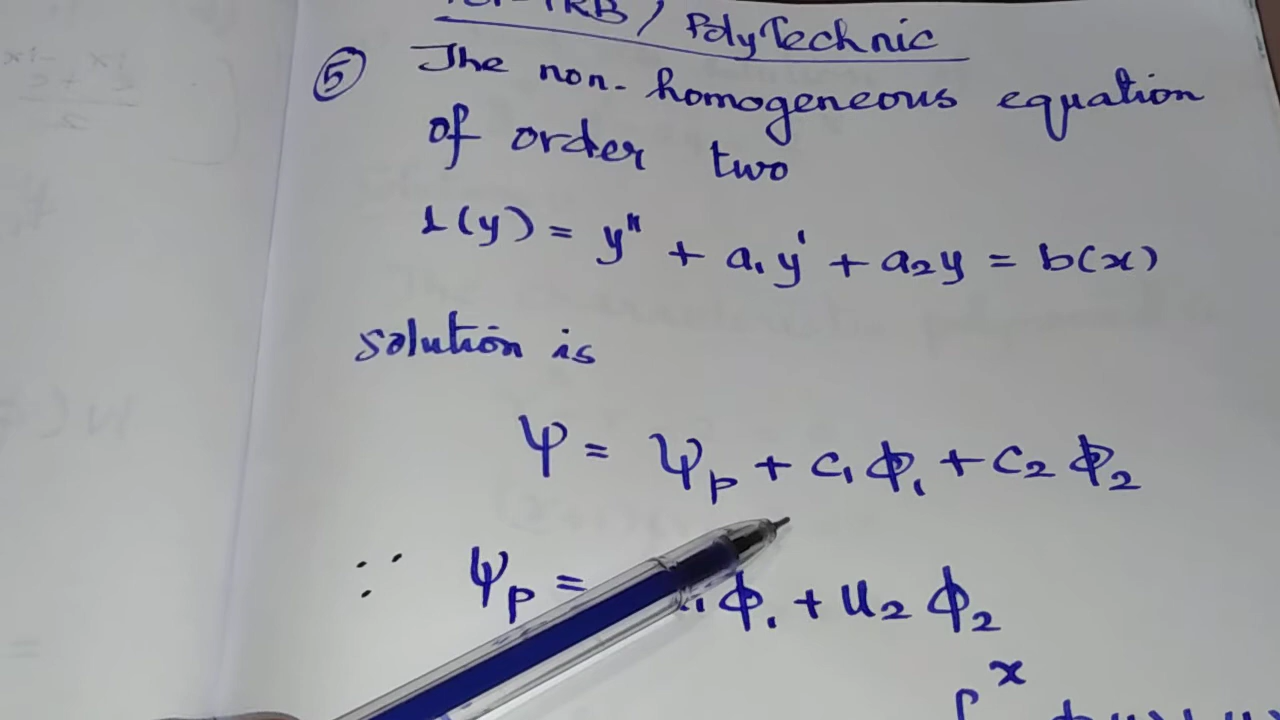 TRB / PolyTechnic
⑤ The non-homogeneous equation
of order two
L(y) = y" + a₁y' + a₂y = b(x)
solution is
ψ = ψp + c₁ϕ₁ + c₂ϕ₂
∵ ψp = ϕ₁ + u₂ϕ₂
x